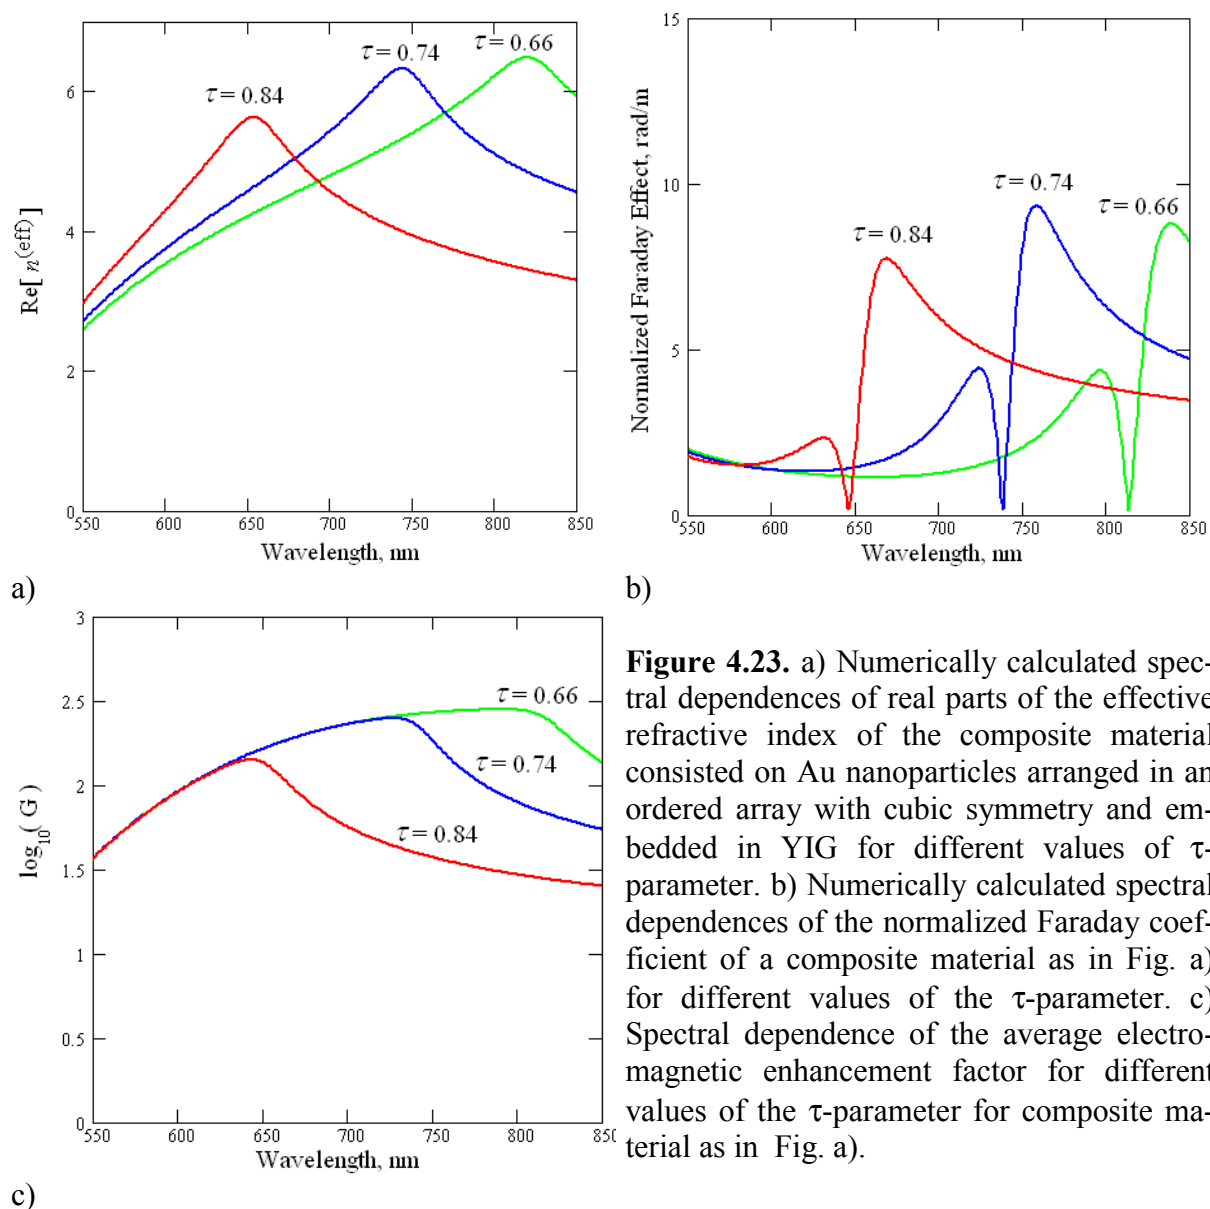 τ = 0.66
τ = 0.74
τ = 0.84
6
4
2
0
Re[ n(eff) ]
550 600 650 700 750 800 850
Wavelength, nm
a)
15
10
5
0
Normalized Faraday Effect, rad/m
τ = 0.74
τ = 0.66
τ = 0.84
550 600 650 700 750 800 850
Wavelength, nm
b)
3
2.5
2
1.5
1
0.5
0
log10( G )
τ = 0.66
τ = 0.74
τ = 0.84
550 600 650 700 750 800 850
Wavelength, nm
c)
Figure 4.23. a) Numerically calculated spec-
tral dependences of real parts of the effective
refractive index of the composite material
consisted on Au nanoparticles arranged in an
ordered array with cubic symmetry and em-
bedded in YIG for different values of τ-
parameter. b) Numerically calculated spectral
dependences of the normalized Faraday coef-
ficient of a composite material as in Fig. a)
for different values of the τ-parameter. c)
Spectral dependence of the average electro-
magnetic enhancement factor for different
values of the τ-parameter for composite ma-
terial as in Fig. a).